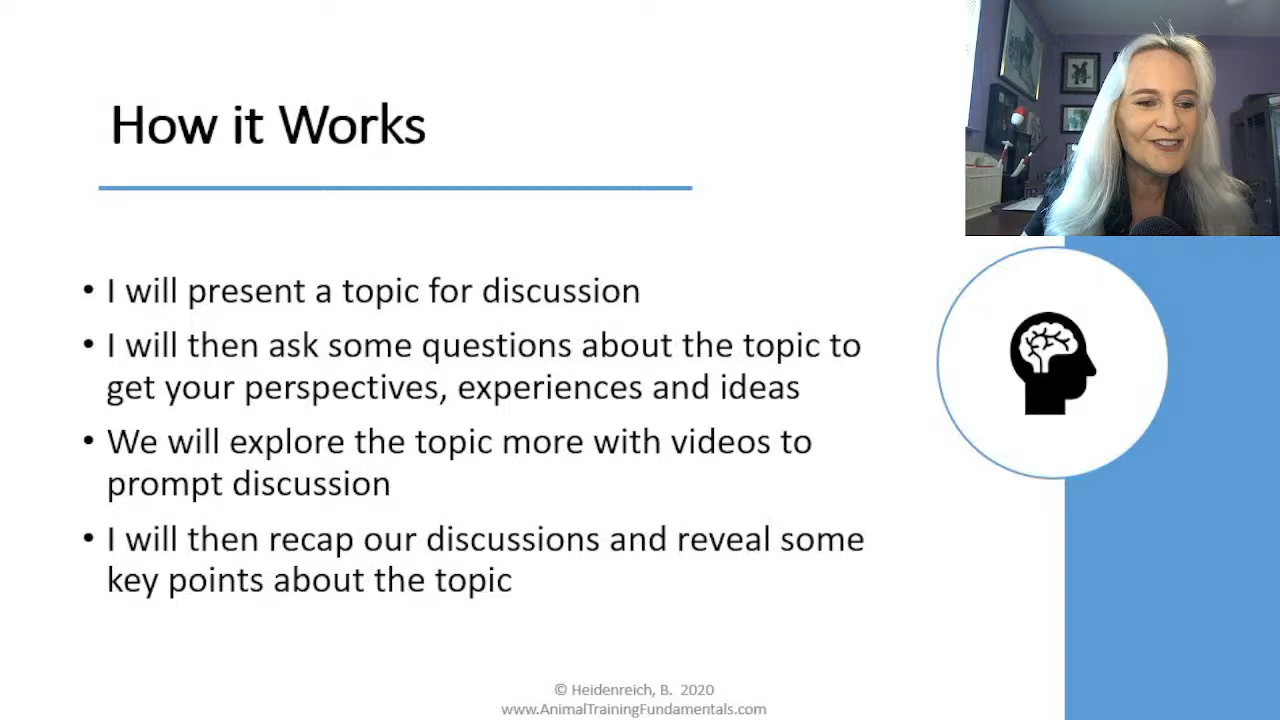 How it Works
• I will present a topic for discussion
• I will then ask some questions about the topic to
get your perspectives, experiences and ideas
• We will explore the topic more with videos to
prompt discussion
• I will then recap our discussions and reveal some
key points about the topic
© Heidenreich, B. 2020
www.AnimalTrainingFundamentals.com